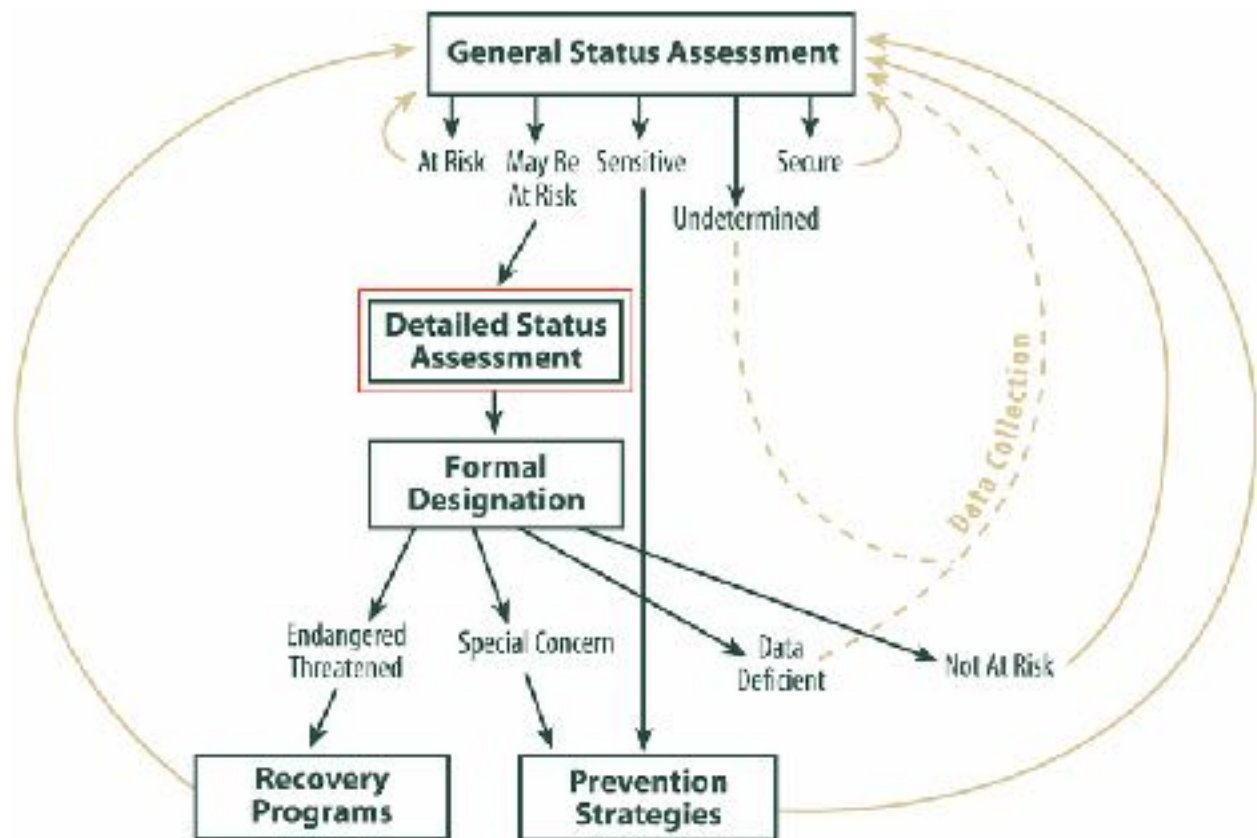 General Status Assessment
At Risk
May Be
At Risk
Sensitive
Secure
Undetermined
Detailed Status
Assessment
Formal
Designation
Data Collection
Endangered
Threatened
Special Concern
Data
Deficient
Not At Risk
Recovery
Programs
Prevention
Strategies